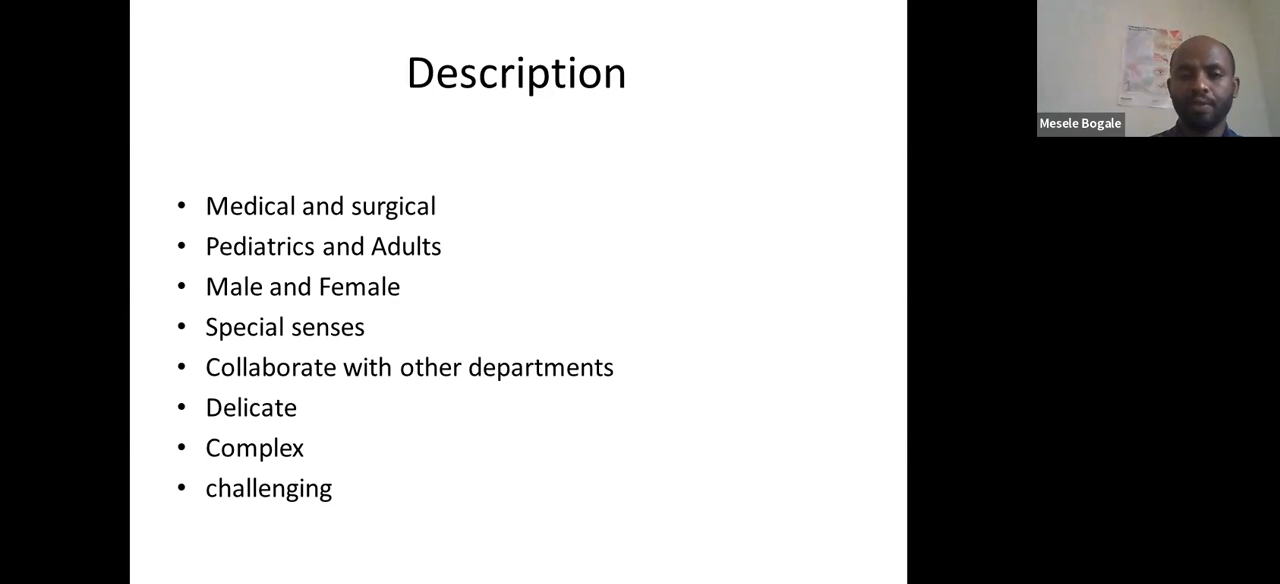 Description
• Medical and surgical
• Pediatrics and Adults
• Male and Female
• Special senses
• Collaborate with other departments
• Delicate
• Complex
• challenging
Mesele Bogale